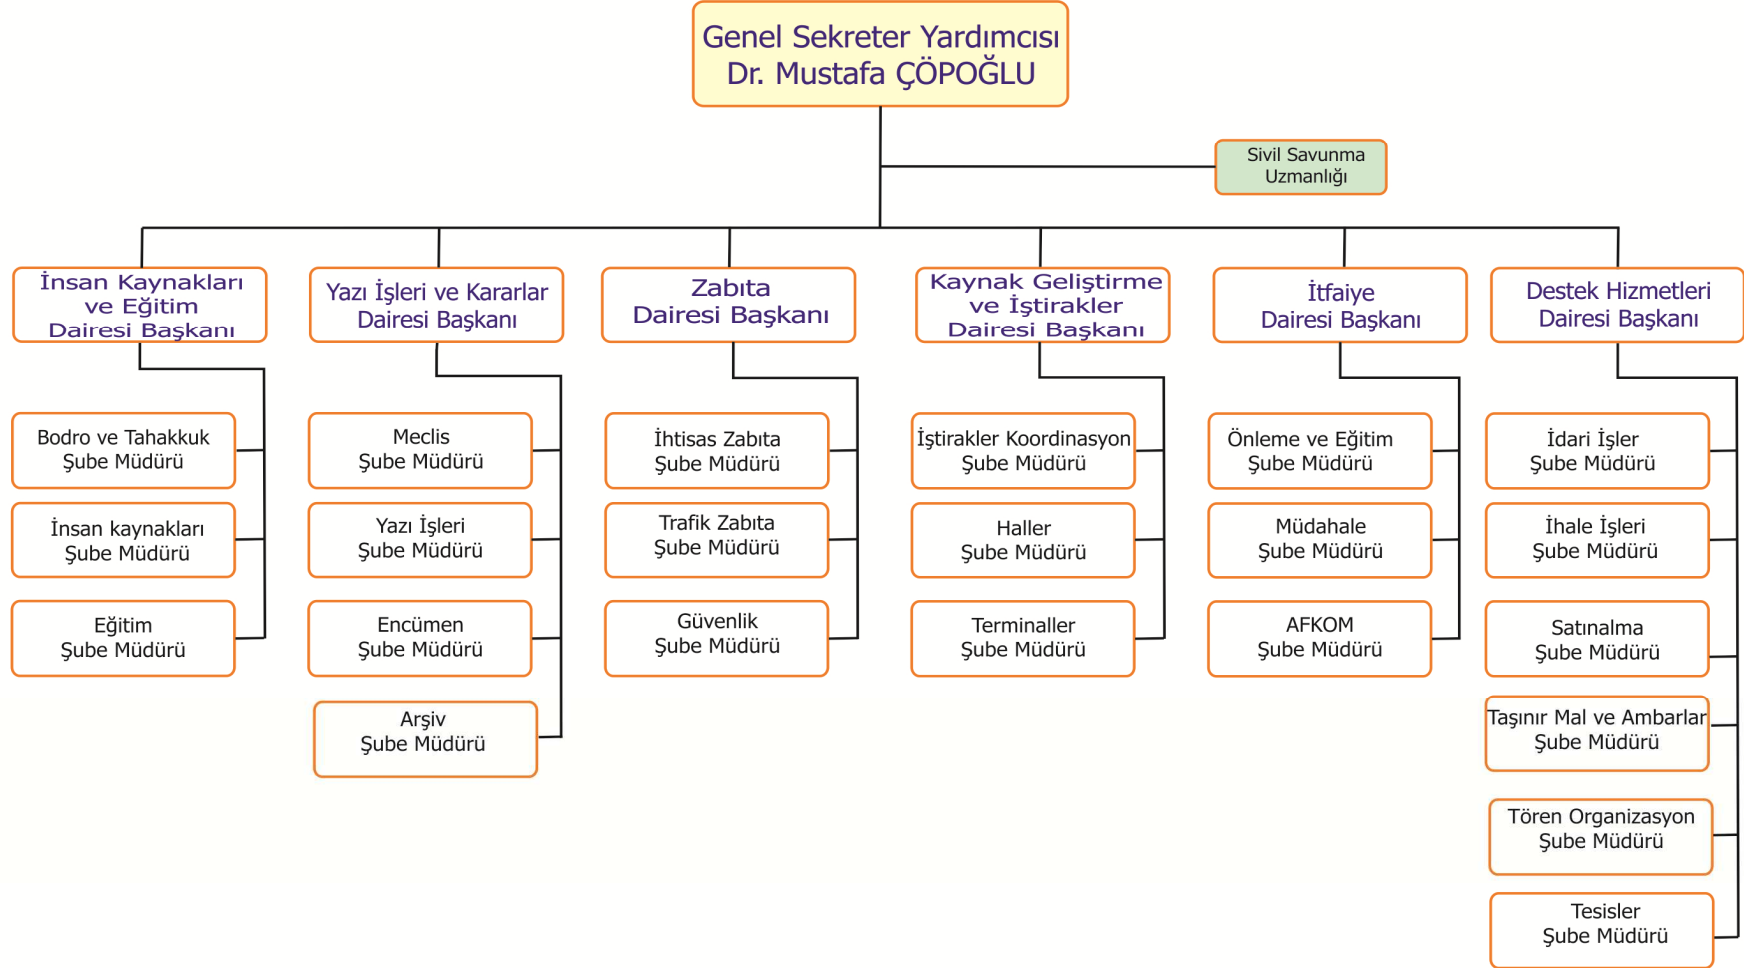 Genel Sekreter Yardımcısı
Dr. Mustafa ÇÖPOĞLU
Sivil Savunma
Uzmanlığı
İnsan Kaynakları
ve Eğitim
Dairesi Başkanı
Yazı İşleri ve Kararlar
Dairesi Başkanı
Zabıta
Dairesi Başkanı
Kaynak Geliştirme
ve İştirakler
Dairesi Başkanı
İtfaiye
Dairesi Başkanı
Destek Hizmetleri
Dairesi Başkanı
Bodro ve Tahakkuk
Şube Müdürü
İnsan kaynakları
Şube Müdürü
Eğitim
Şube Müdürü
Meclis
Şube Müdürü
Yazı İşleri
Şube Müdürü
Encümen
Şube Müdürü
Arşiv
Şube Müdürü
İhtisas Zabıta
Şube Müdürü
Trafik Zabıta
Şube Müdürü
Güvenlik
Şube Müdürü
İştirakler Koordinasyon
Şube Müdürü
Haller
Şube Müdürü
Terminaller
Şube Müdürü
Önleme ve Eğitim
Şube Müdürü
Müdahale
Şube Müdürü
AFKOM
Şube Müdürü
İdari İşler
Şube Müdürü
İhale İşleri
Şube Müdürü
Satınalma
Şube Müdürü
Taşınır Mal ve Ambarlar
Şube Müdürü
Tören Organizasyon
Şube Müdürü
Tesisler
Şube Müdürü